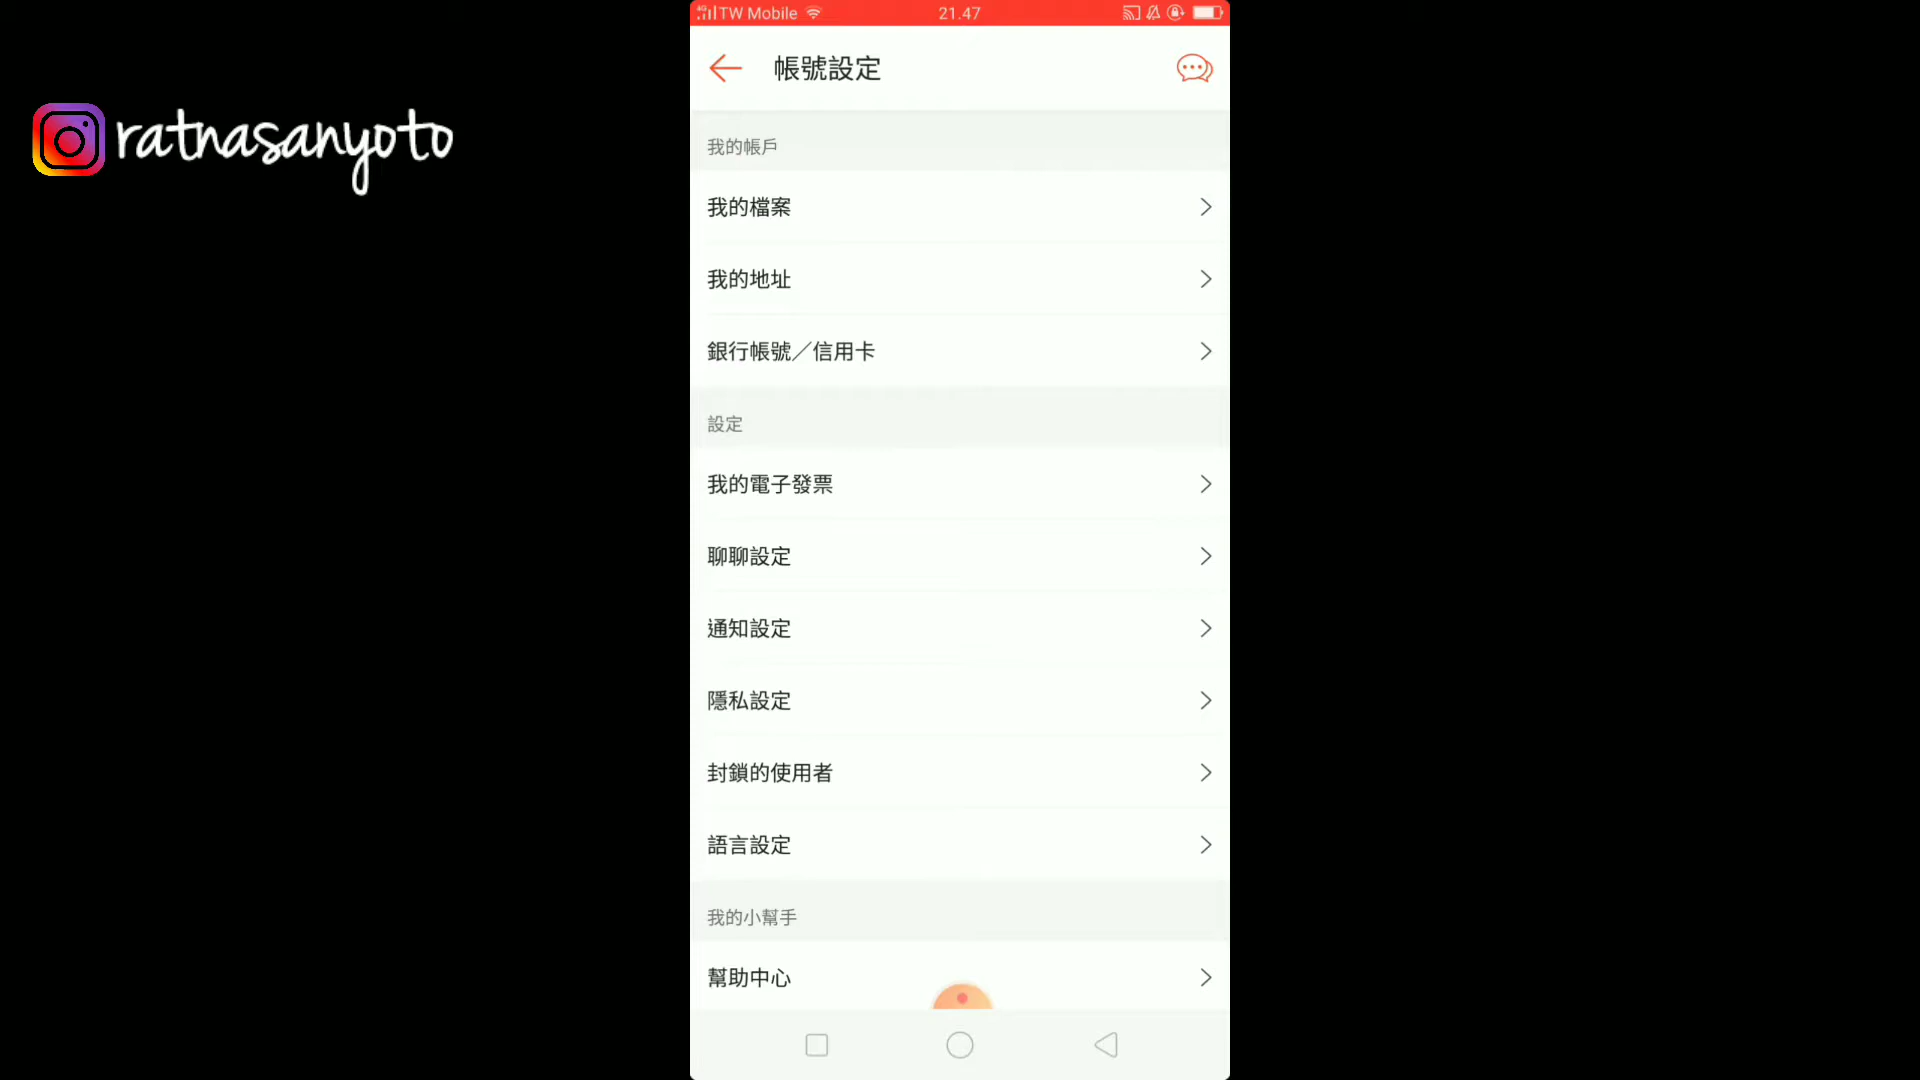 ratnasanyoto
4G TW Mobile 21.47
帳號設定
我的帳戶
我的檔案
我的地址
銀行帳號／信用卡
設定
我的電子發票
聊聊設定
通知設定
隱私設定
封鎖的使用者
語言設定
我的小幫手
幫助中心